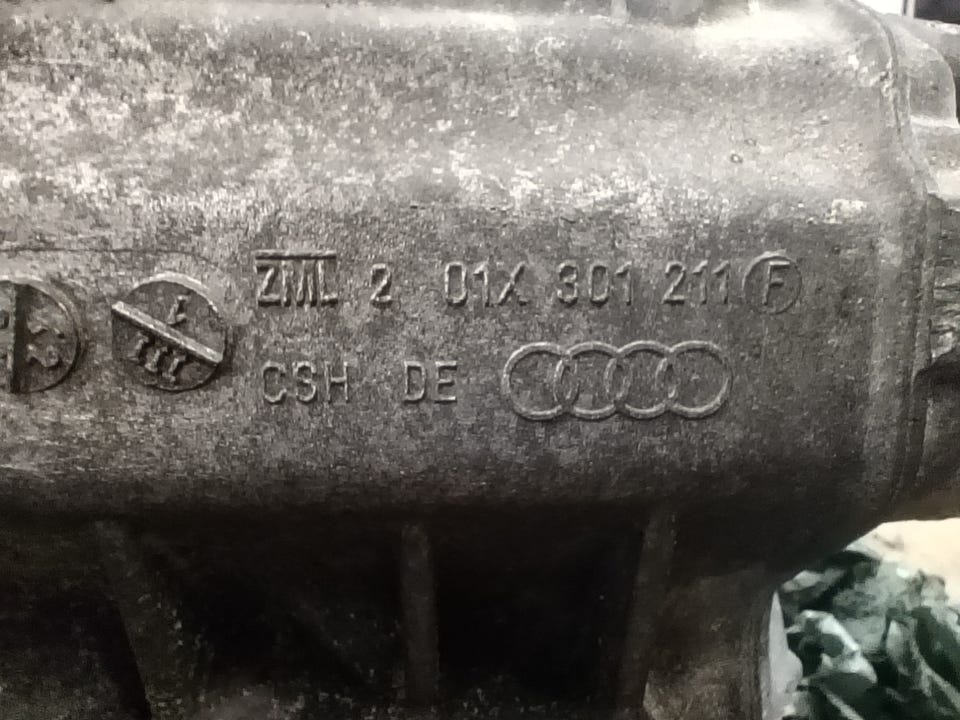 ZML 2 01X 301 211 F
CSH DE